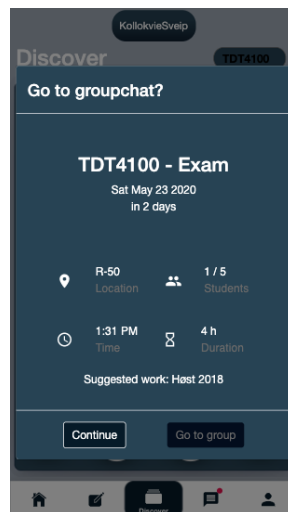 KollokvieSveip
Discover
TDT4100
Go to groupchat?
TDT4100 - Exam
Sat May 23 2020
in 2 days
R-50
Location
1 / 5
Students
1:31 PM
Time
4 h
Duration
Suggested work: Høst 2018
Continue
Go to group
Discover